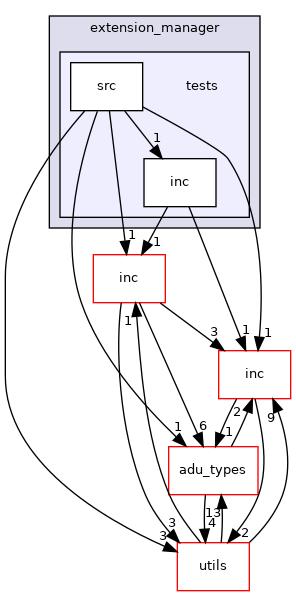 extension_manager
src
tests
1
inc
1
1
inc
1
3
1
1
inc
6
2
1
1
9
adu_types
3
3
13
4
2
utils